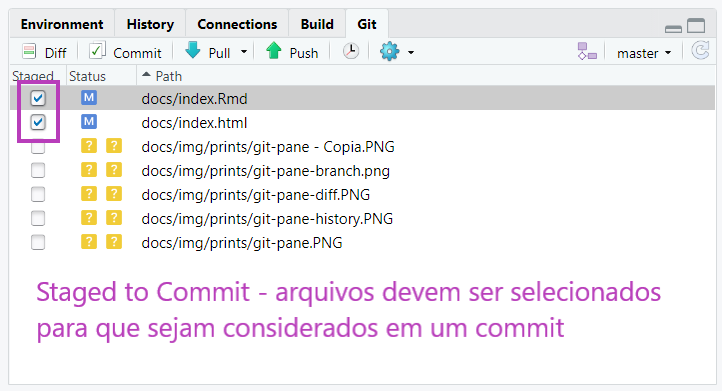 Environment History Connections Build Git
Diff Commit Pull Push master
Staged Status Path
M docs/index.Rmd
M docs/index.html
? ? docs/img/prints/git-pane - Copia.PNG
? ? docs/img/prints/git-pane-branch.png
? ? docs/img/prints/git-pane-diff.PNG
? ? docs/img/prints/git-pane-history.PNG
? ? docs/img/prints/git-pane.PNG
Staged to Commit - arquivos devem ser selecionados
para que sejam considerados em um commit